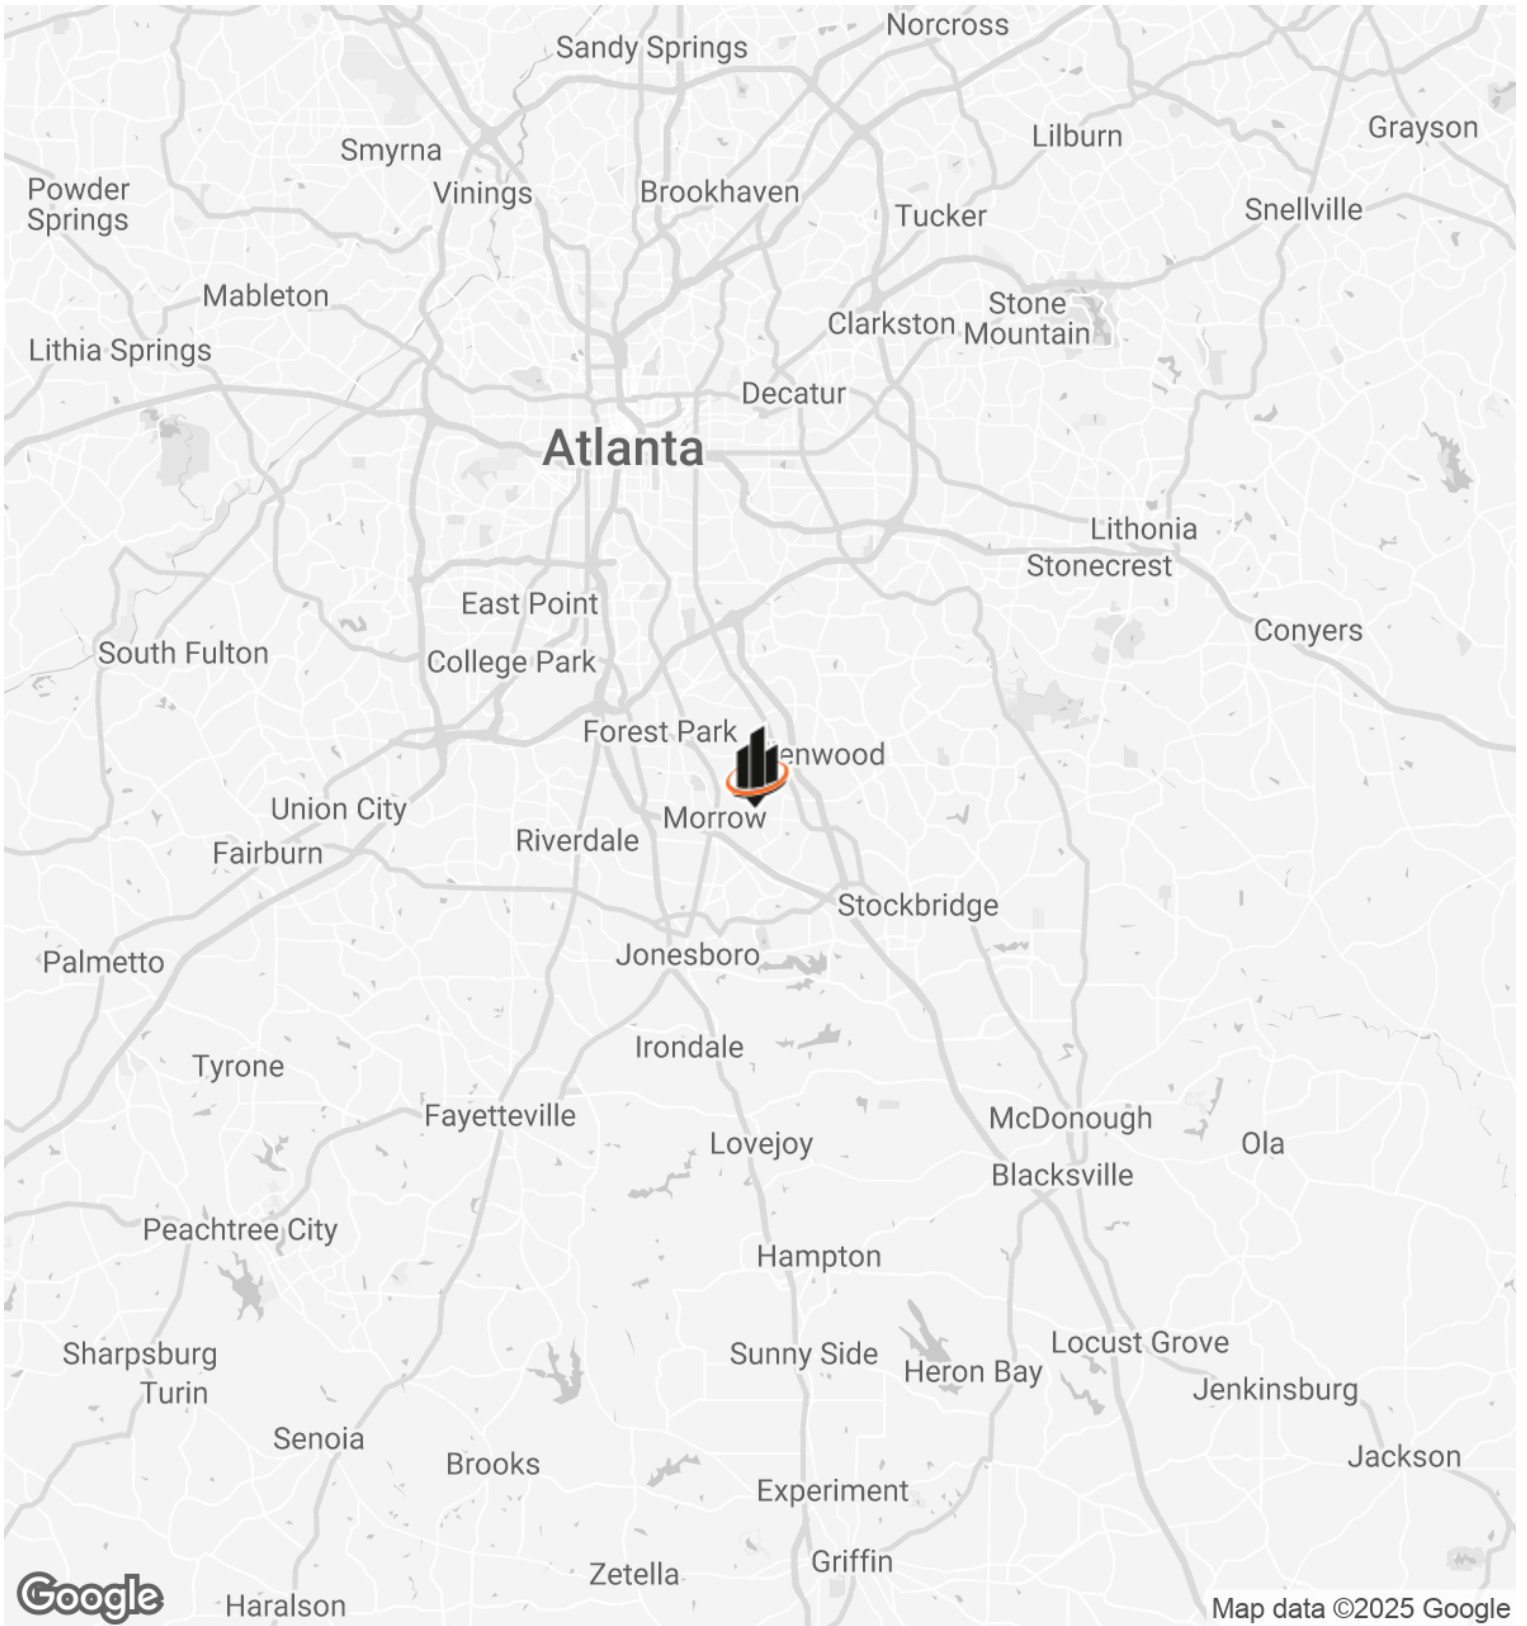 Norcross
Sandy Springs
Grayson
Lilburn
Smyrna
Powder
Springs
Vinings
Brookhaven
Tucker
Snellville
Mableton
Stone
Mountain
Clarkston
Lithia Springs
Decatur
Atlanta
Lithonia
Stonecrest
East Point
Conyers
South Fulton
College Park
Forest Park
enwood
Union City
Morrow
Riverdale
Fairburn
Stockbridge
Jonesboro
Palmetto
Irondale
Tyrone
Fayetteville
McDonough
Lovejoy
Ola
Blacksville
Peachtree City
Hampton
Locust Grove
Sharpsburg
Sunny Side
Heron Bay
Turin
Jenkinsburg
Senoia
Jackson
Brooks
Experiment
Griffin
Zetella
Google
Haralson
Map data ©2025 Google